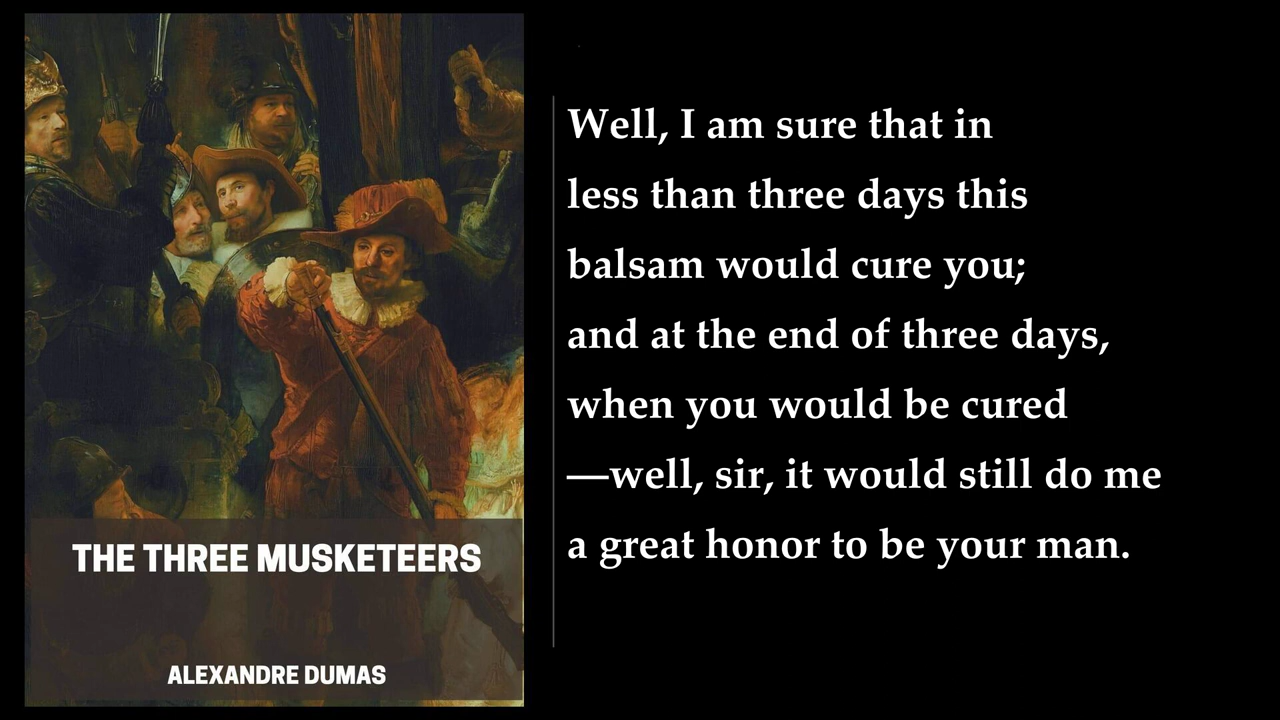 THE THREE MUSKETEERS
ALEXANDRE DUMAS
Well, I am sure that in
less than three days this
balsam would cure you;
and at the end of three days,
when you would be cured
—well, sir, it would still do me
a great honor to be your man.